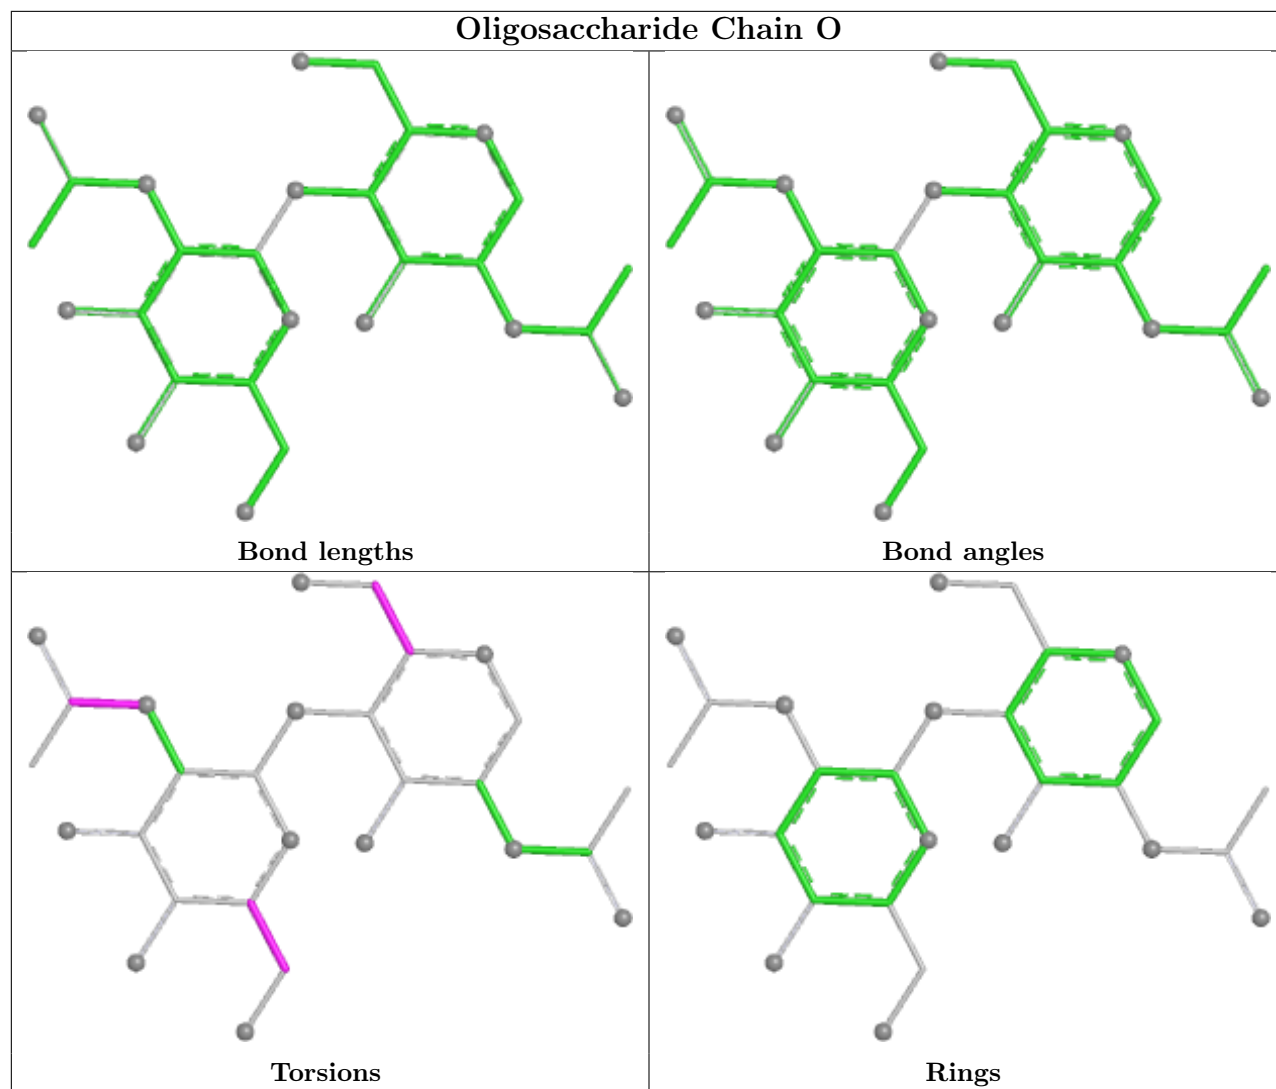 Oligosaccharide Chain O
Bond lengths
Bond angles
Torsions
Rings